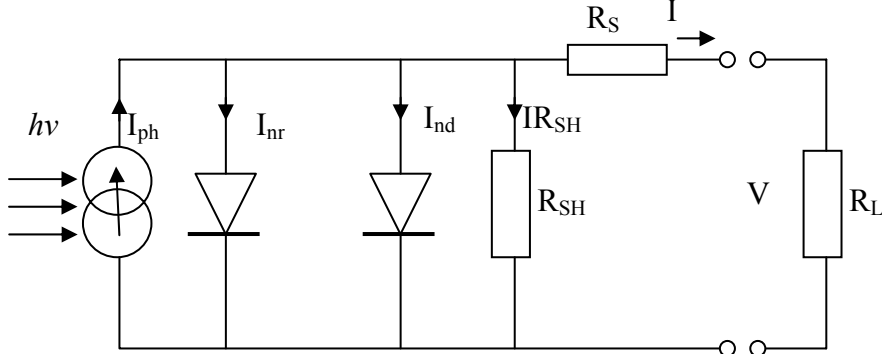 R_S I
hν I_ph I_nr I_nd IR_SH
R_SH V R_L